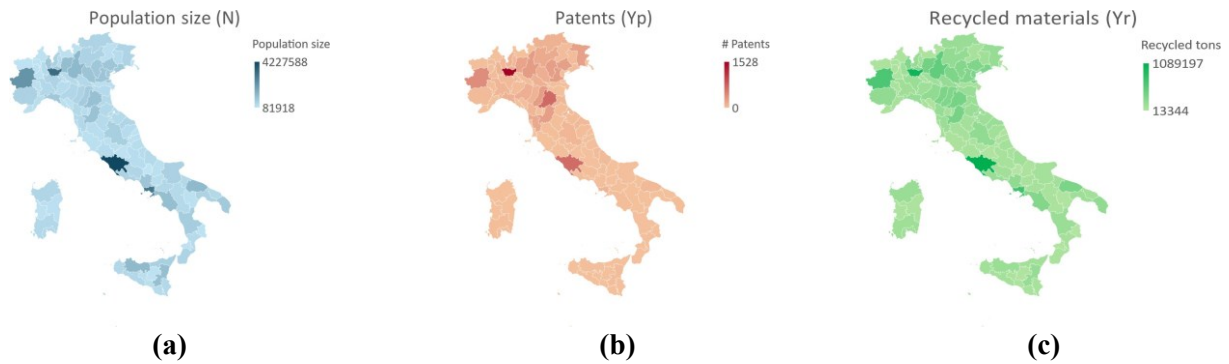 Population size (N)
Population size
4227588
81918
(a)
Patents (Yp)
# Patents
1528
0
(b)
Recycled materials (Yr)
Recycled tons
1089197
13344
(c)